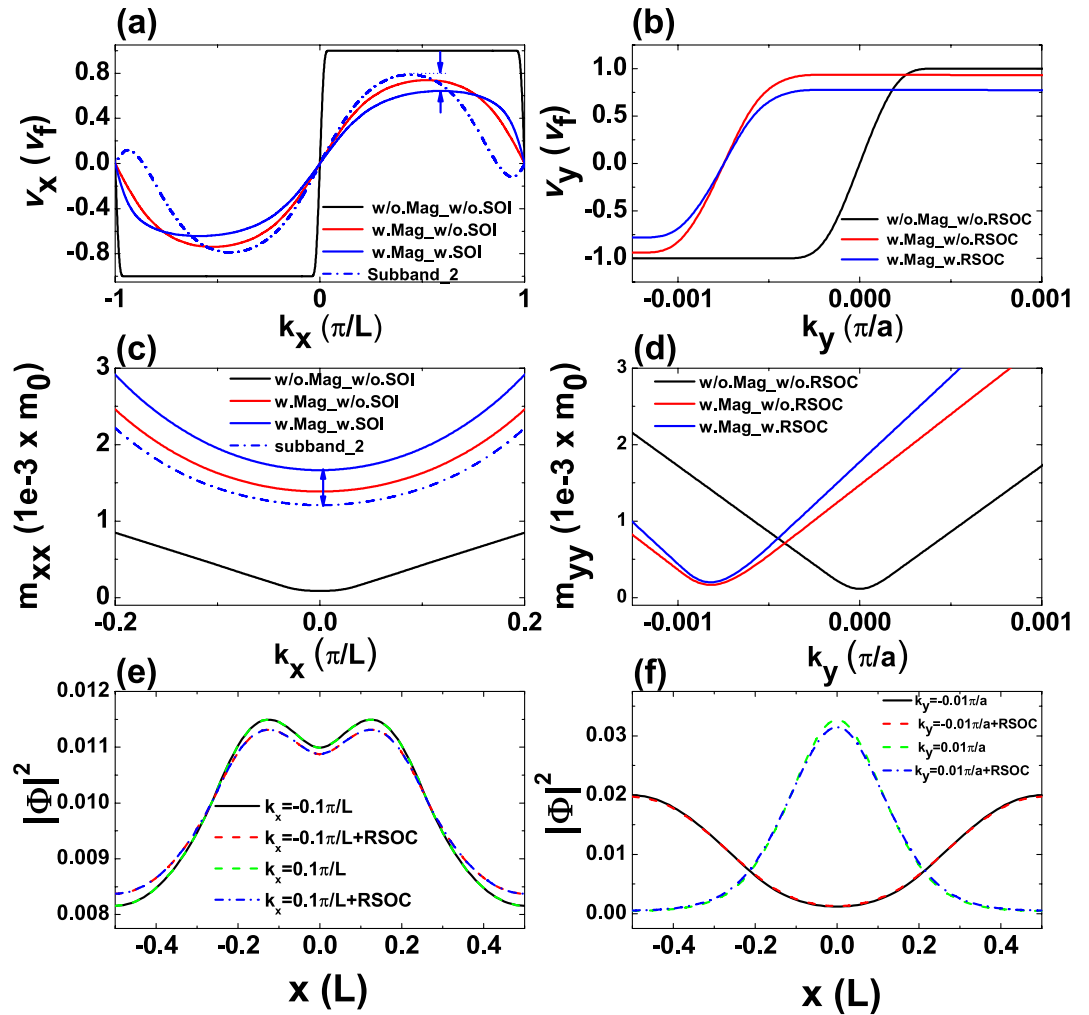 (a)
v_x (v_f)
0.8
0.4
0.0
-0.4
-0.8
w/o.Mag_w/o.SOI
w.Mag_w/o.SOI
w.Mag_w.SOI
Subband_2
-1 0 1
k_x (π/L)
(b)
v_y (v_f)
1.0
0.5
0.0
-0.5
-1.0
w/o.Mag_w/o.RSOC
w.Mag_w/o.RSOC
w.Mag_w.RSOC
-0.001 0.000 0.001
k_y (π/a)
(c)
m_xx (1e-3 x m_0)
3
2
1
0
w/o.Mag_w/o.SOI
w.Mag_w/o.SOI
w.Mag_w.SOI
subband_2
-0.2 0.0 0.2
k_x (π/L)
(d)
m_yy (1e-3 x m_0)
3
2
1
0
w/o.Mag_w/o.RSOC
w.Mag_w/o.RSOC
w.Mag_w.RSOC
-0.001 0.000 0.001
k_y (π/a)
(e)
|Φ|^2
0.012
0.011
0.010
0.009
0.008
k_x=-0.1π/L
k_x=-0.1π/L+RSOC
k_x=0.1π/L
k_x=0.1π/L+RSOC
-0.4 -0.2 0.0 0.2 0.4
x (L)
(f)
|Φ|^2
0.03
0.02
0.01
0.00
k_y=-0.01π/a
k_y=-0.01π/a+RSOC
k_y=0.01π/a
k_y=0.01π/a+RSOC
-0.4 -0.2 0.0 0.2 0.4
x (L)